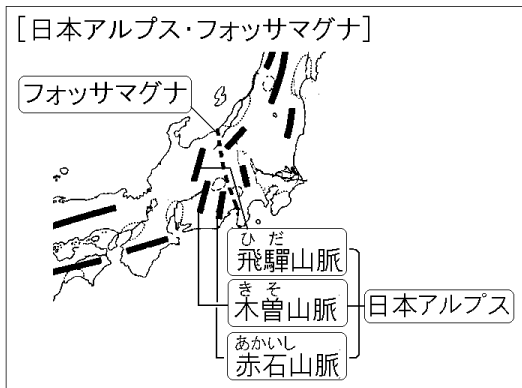 [日本アルプス・フォッサマグナ]
フォッサマグナ
ひだ
飛驒山脈
きそ
木曽山脈
日本アルプス
あかいし
赤石山脈